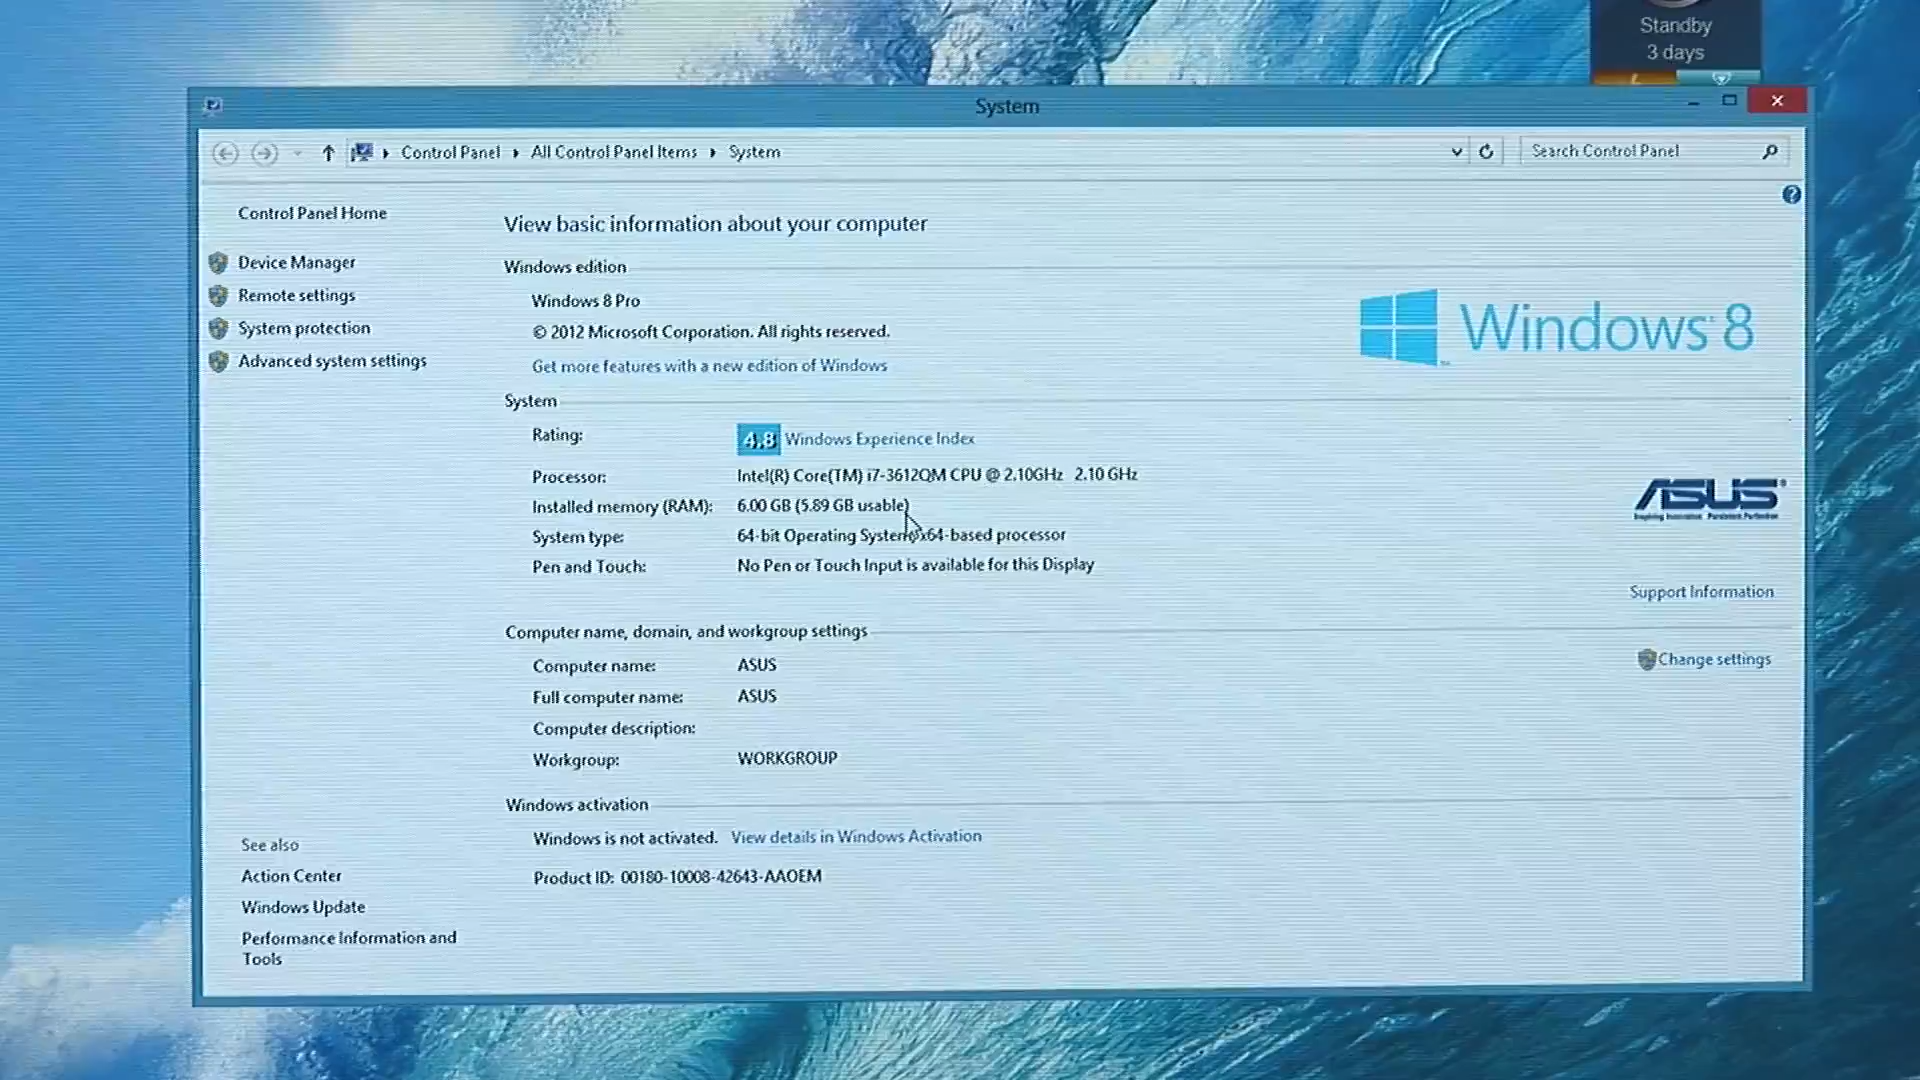 Standby
3 days
System
Control Panel
All Control Panel Items
System
Search Control Panel
Control Panel Home
Device Manager
Remote settings
System protection
Advanced system settings
View basic information about your computer
Windows edition
Windows 8 Pro
© 2012 Microsoft Corporation. All rights reserved.
Get more features with a new edition of Windows
Windows 8
System
Rating: 4,8 Windows Experience Index
Processor: Intel(R) Core(TM) i7-3612QM CPU @ 2.10GHz 2.10 GHz
Installed memory (RAM): 6.00 GB (5.89 GB usable)
System type: 64-bit Operating System, x64-based processor
Pen and Touch: No Pen or Touch Input is available for this Display
ASUS
Inspiring Innovation Persistent Perfection
Support Information
Computer name, domain, and workgroup settings
Computer name: ASUS
Change settings
Full computer name: ASUS
Computer description:
Workgroup: WORKGROUP
Windows activation
Windows is not activated. View details in Windows Activation
Product ID: 00180-10008-42643-AAOEM
See also
Action Center
Windows Update
Performance Information and
Tools